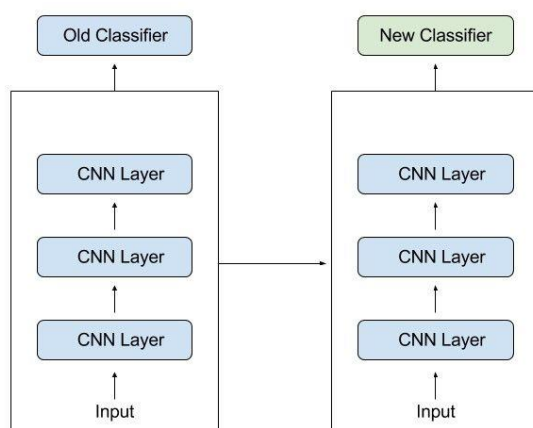 Old Classifier
CNN Layer
CNN Layer
CNN Layer
Input
New Classifier
CNN Layer
CNN Layer
CNN Layer
Input